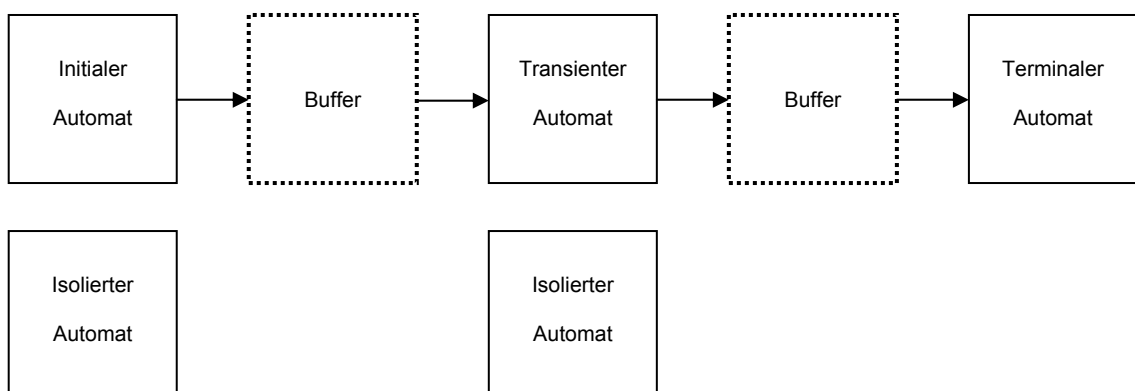 Initialer
Automat
Buffer
Transienter
Automat
Buffer
Terminaler
Automat
Isolierter
Automat
Isolierter
Automat